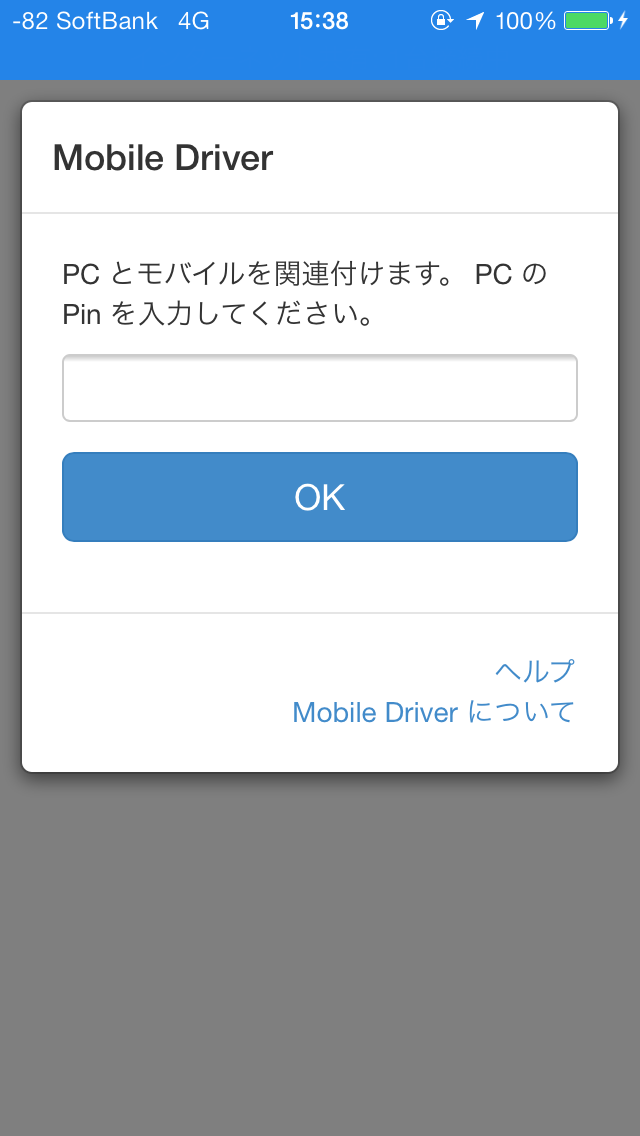 -82 SoftBank 4G 15:38 100%
Mobile Driver
PC とモバイルを関連付けます。 PC の
Pin を入力してください。
OK
ヘルプ
Mobile Driver について